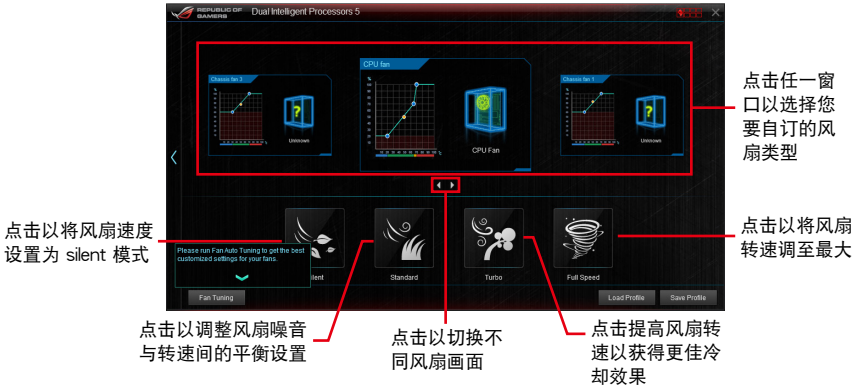 REPUBLIC OF
GAMERS
Dual Intelligent Processors 5
Chassis fan 3
Unknown
CPU fan
CPU Fan
Chassis fan 1
Unknown
点击任一窗
口以选择您
要自订的风
扇类型
点击以将风扇速度
设置为 silent 模式
Please run Fan Auto Tuning to get the best
customized settings for your fans.
Silent
Standard
Turbo
Full Speed
点击以将风扇
转速调至最大
Fan Tuning
Load Profile
Save Profile
点击以调整风扇噪音
与转速间的平衡设置
点击以切换不
同风扇画面
点击提高风扇转
速以获得更佳冷
却效果